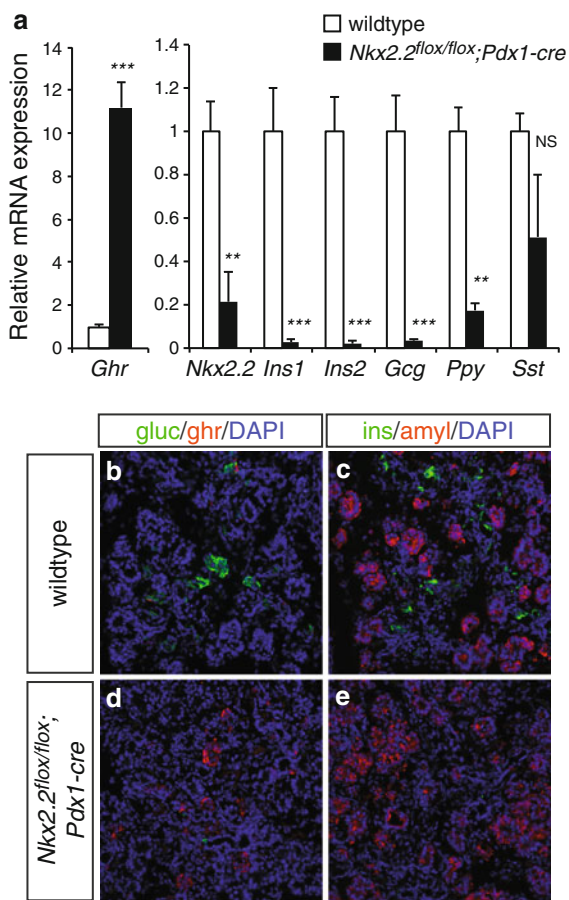 a
wildtype
Nkx2.2flox/flox;Pdx1-cre
Relative mRNA expression
14
12
10
8
6
4
2
0
***
Ghr
1.4
1.2
1
0.8
0.6
0.4
0.2
0
**
***
***
***
**
NS
Nkx2.2 Ins1 Ins2 Gcg Ppy Sst
gluc/ghr/DAPI
ins/amyl/DAPI
wildtype
b
c
Nkx2.2flox/flox;
Pdx1-cre
d
e